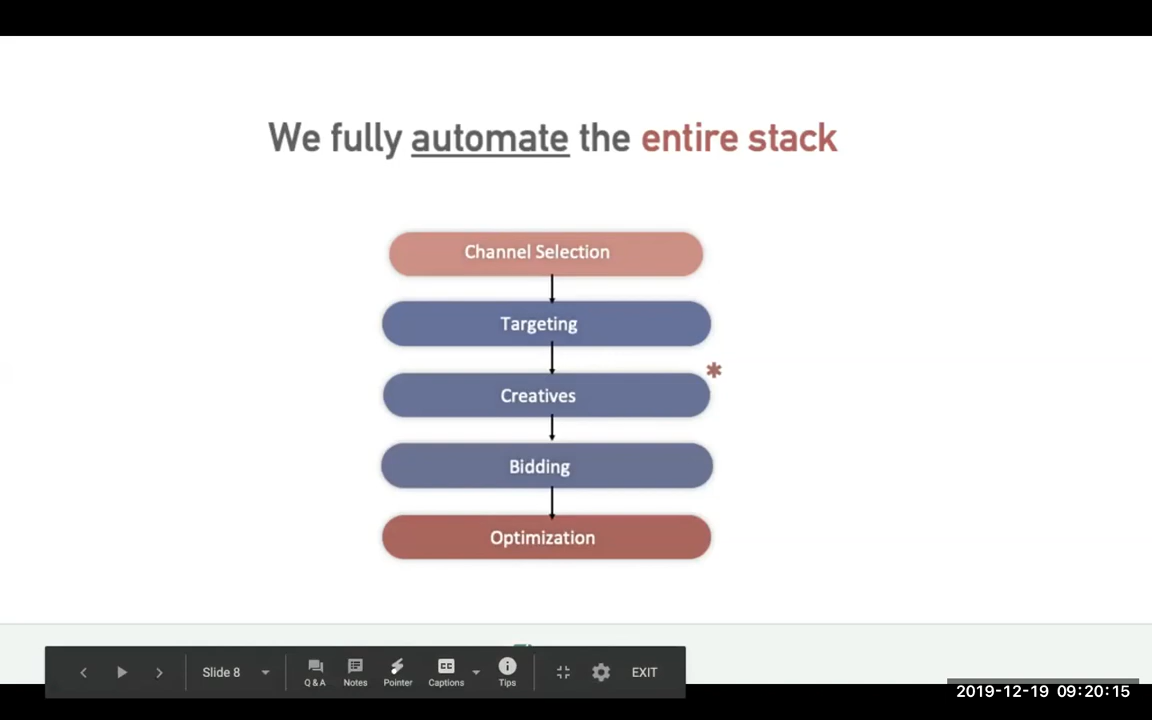 We fully automate the entire stack
Channel Selection
Targeting
*
Creatives
Bidding
Optimization
Slide 8
Q & A
Notes
Pointer
CC
Captions
Tips
EXIT
2019-12-19 09:20:15